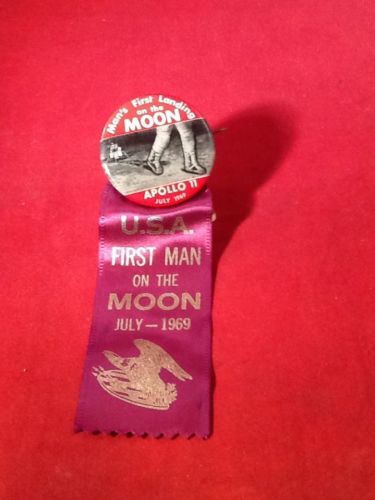 Man's First Landing
on the
MOON
APOLLO 11
JULY 1969
U.S.A.
FIRST MAN
ON THE
MOON
JULY — 1969